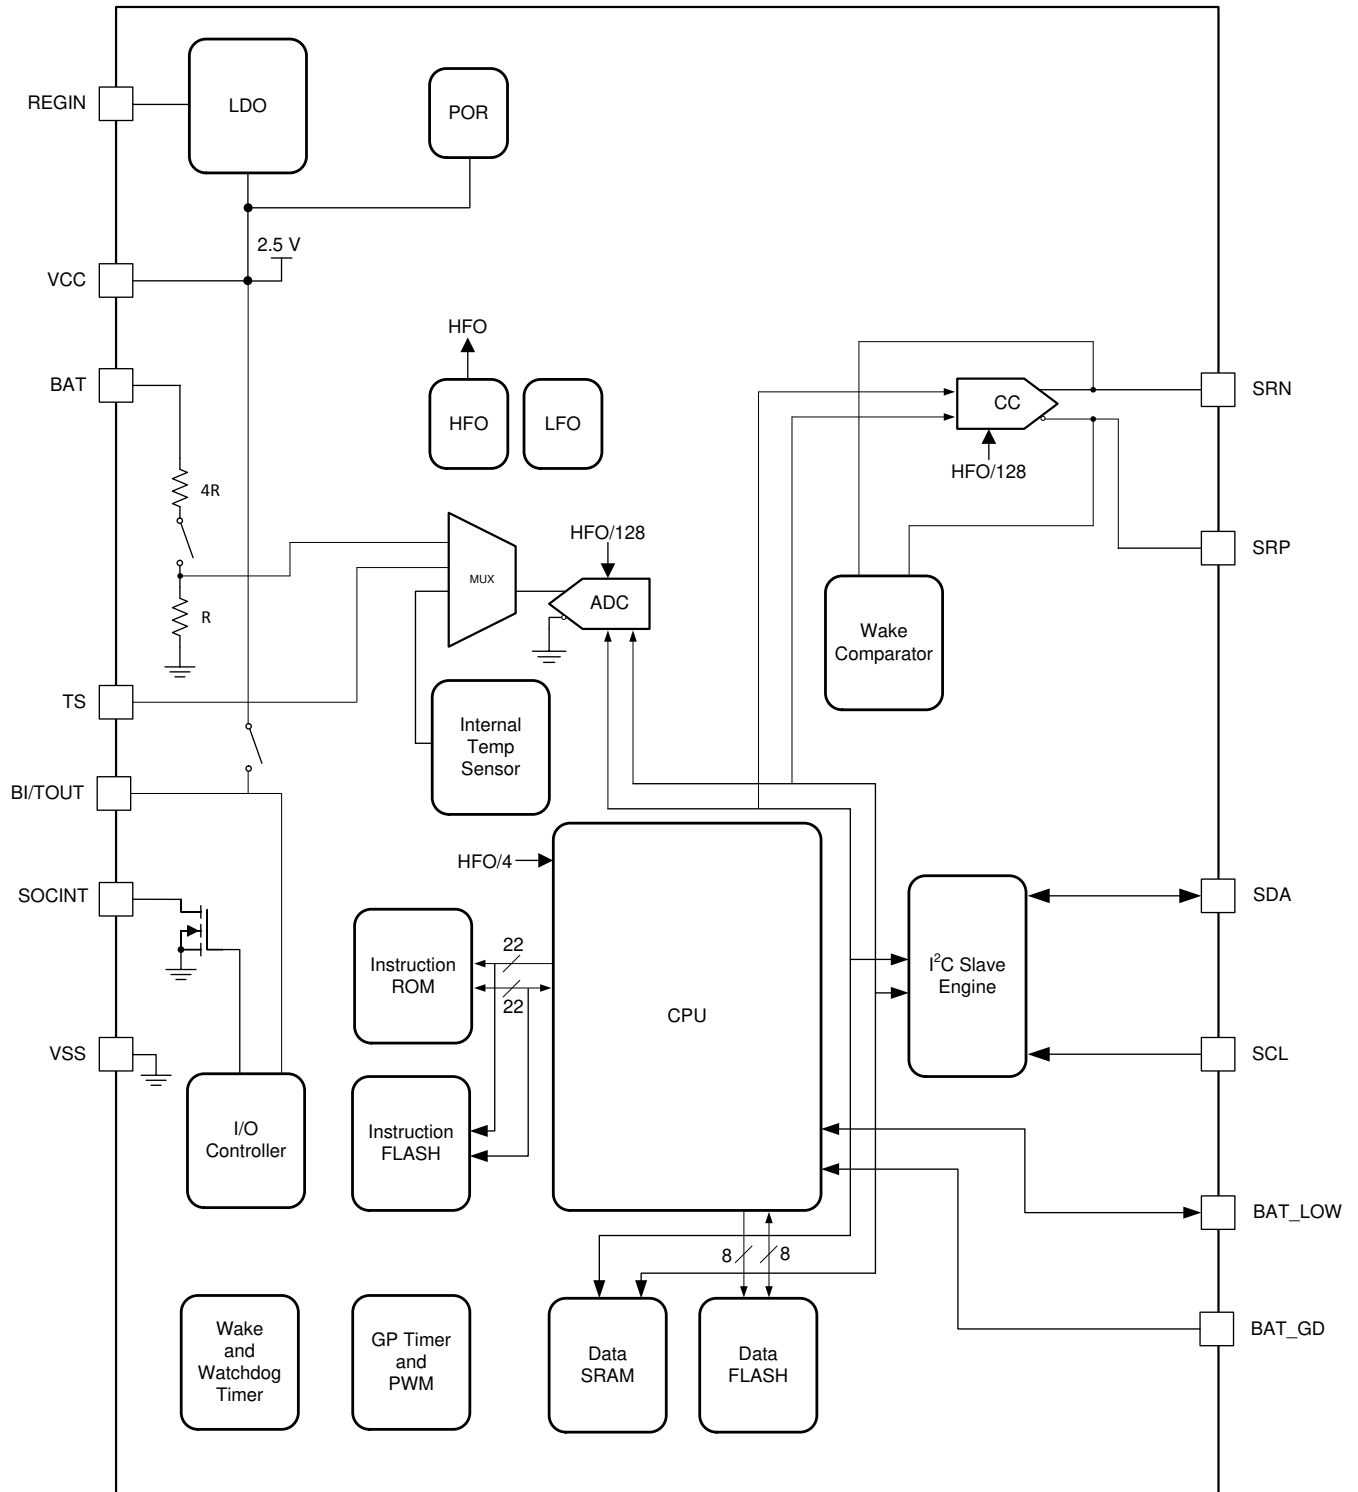 REGIN
LDO
POR
2.5 V
VCC
HFO
BAT
HFO
LFO
CC
SRN
HFO/128
4R
HFO/128
SRP
MUX
ADC
R
Wake
Comparator
TS
Internal
Temp
Sensor
BI/TOUT
HFO/4
SOCINT
SDA
22
Instruction
ROM
I²C Slave
Engine
22
CPU
VSS
SCL
I/O
Controller
Instruction
FLASH
BAT_LOW
8
8
BAT_GD
Wake
and
Watchdog
Timer
GP Timer
and
PWM
Data
SRAM
Data
FLASH